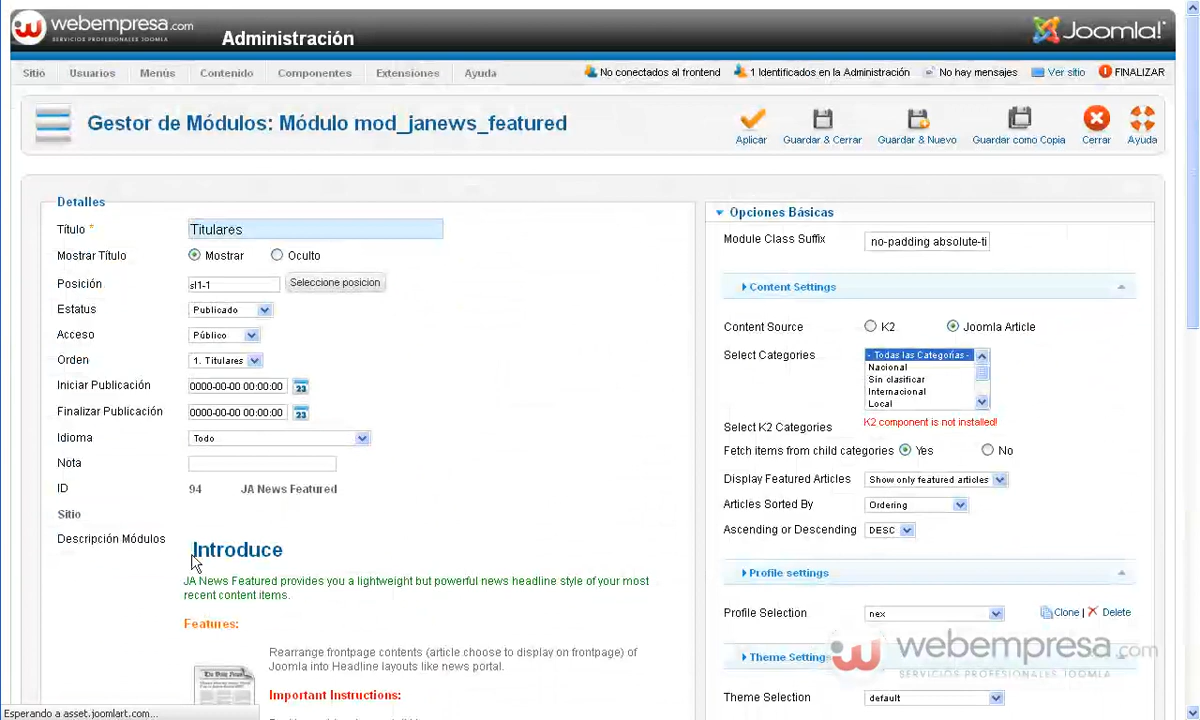 webempresa.com
SERVICIOS PROFESIONALES JOOMLA
Administración
Joomla!
Sitio Usuarios Menús Contenido Componentes Extensiones Ayuda No conectados al frontend 1 Identificados en la Administración No hay mensajes Ver sitio FINALIZAR
Gestor de Módulos: Módulo mod_janews_featured
Aplicar Guardar & Cerrar Guardar & Nuevo Guardar como Copia Cerrar Ayuda
Detalles
Título * Titulares
Mostrar Título Mostrar Oculto
Posición sl1-1 Seleccione posicion
Estatus Publicado
Acceso Público
Orden 1. Titulares
Iniciar Publicación 0000-00-00 00:00:00 23
Finalizar Publicación 0000-00-00 00:00:00 23
Idioma Todo
Nota
ID 94 JA News Featured
Sitio
Descripción Módulos
Introduce
JA News Featured provides you a lightweight but powerful news headline style of your most
recent content items.
Features:
Rearrange frontpage contents (article choose to display on frontpage) of
Joomla into Headline layouts like news portal.
Important Instructions:
Opciones Básicas
Module Class Suffix no-padding absolute-ti
Content Settings
Content Source K2 Joomla Article
Select Categories - Todas las Categorías -
Nacional
Sin clasificar
Internacional
Local
Select K2 Categories K2 component is not installed!
Fetch items from child categories Yes No
Display Featured Articles Show only featured articles
Articles Sorted By Ordering
Ascending or Descending DESC
Profile settings
Profile Selection nex Clone | Delete
Theme Setting
Theme Selection default
webempresa.com
SERVICIOS PROFESIONALES JOOMLA
Esperando a asset.joomlart.com...